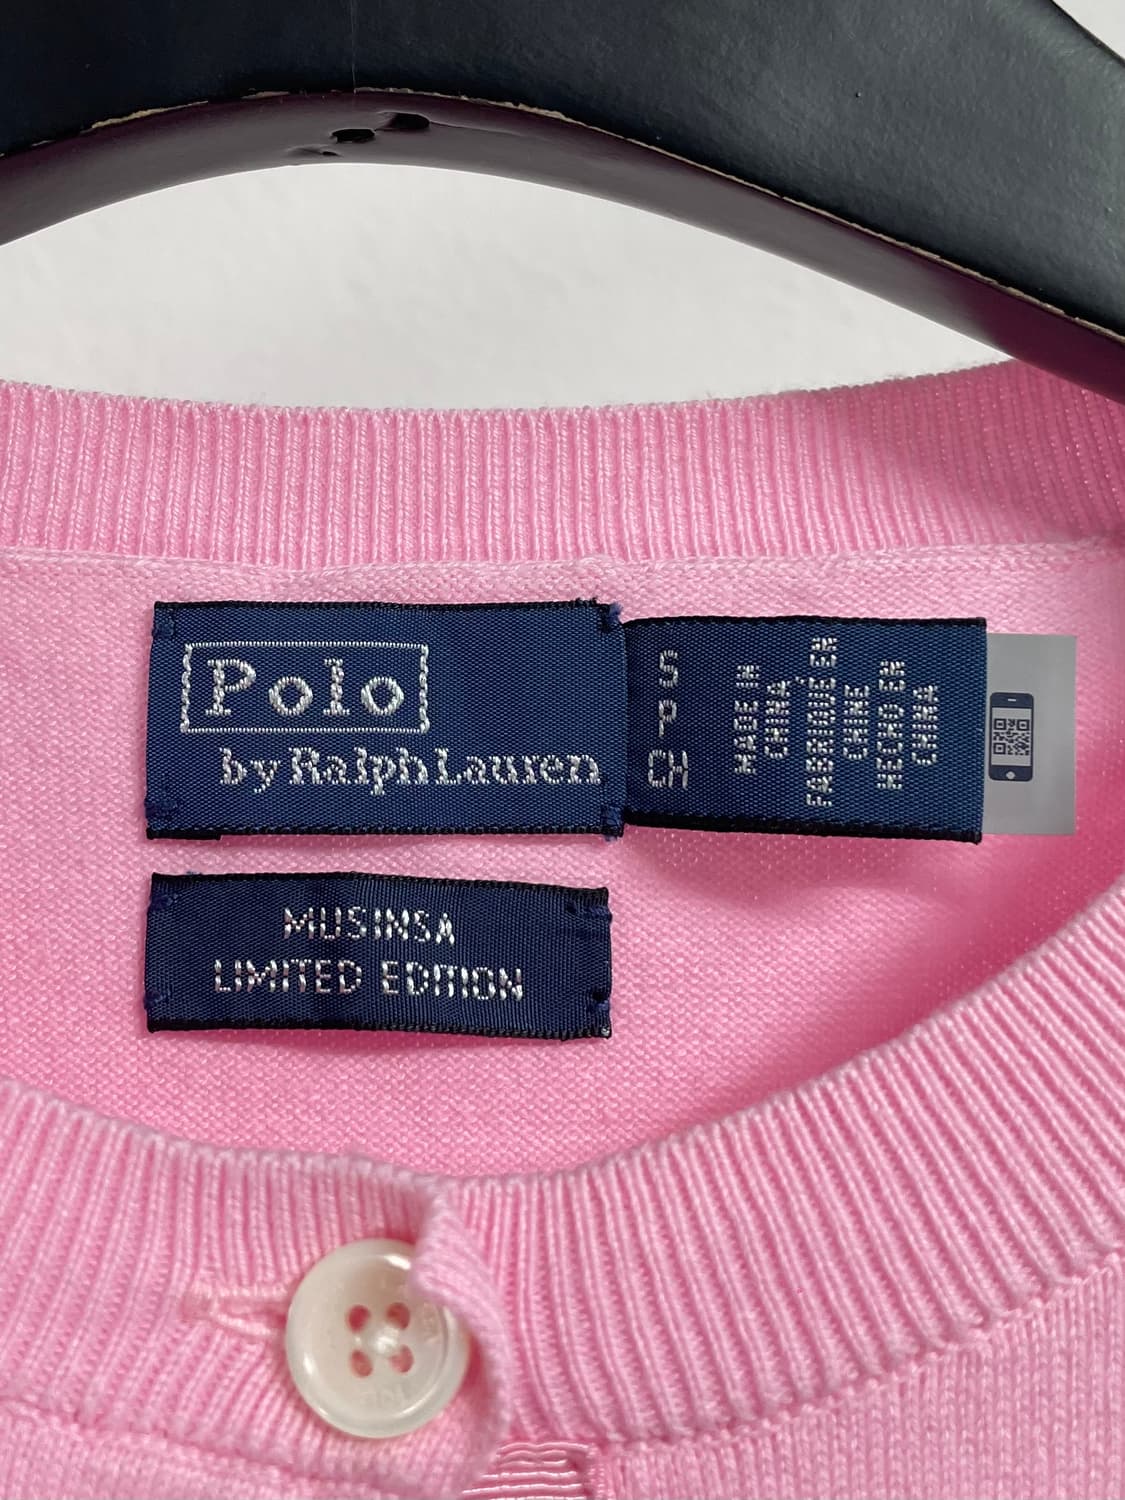 Polo
by Ralph Lauren
S
P
CH
MADE IN
CHINA
FABRIQUÉ EN
CHINE
HECHO EN
CHINA
MUSINSA
LIMITED EDITION